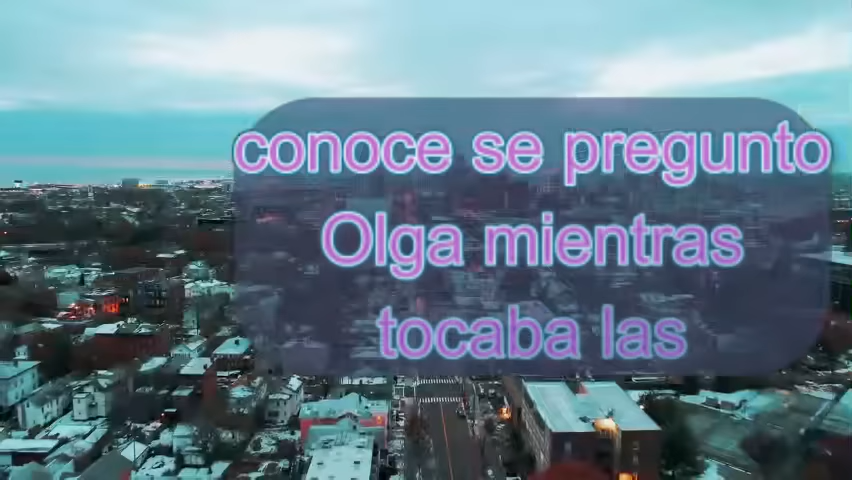 conoce se pregunto
Olga mientras
tocaba las